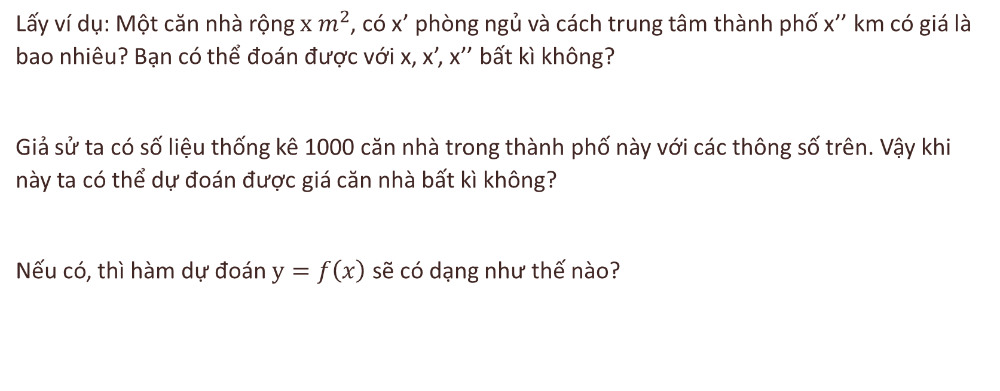 Lấy ví dụ: Một căn nhà rộng x m², có x’ phòng ngủ và cách trung tâm thành phố x’’ km có giá là
bao nhiêu? Bạn có thể đoán được với x, x’, x’’ bất kì không?
Giả sử ta có số liệu thống kê 1000 căn nhà trong thành phố này với các thông số trên. Vậy khi
này ta có thể dự đoán được giá căn nhà bất kì không?
Nếu có, thì hàm dự đoán y = f(x) sẽ có dạng như thế nào?